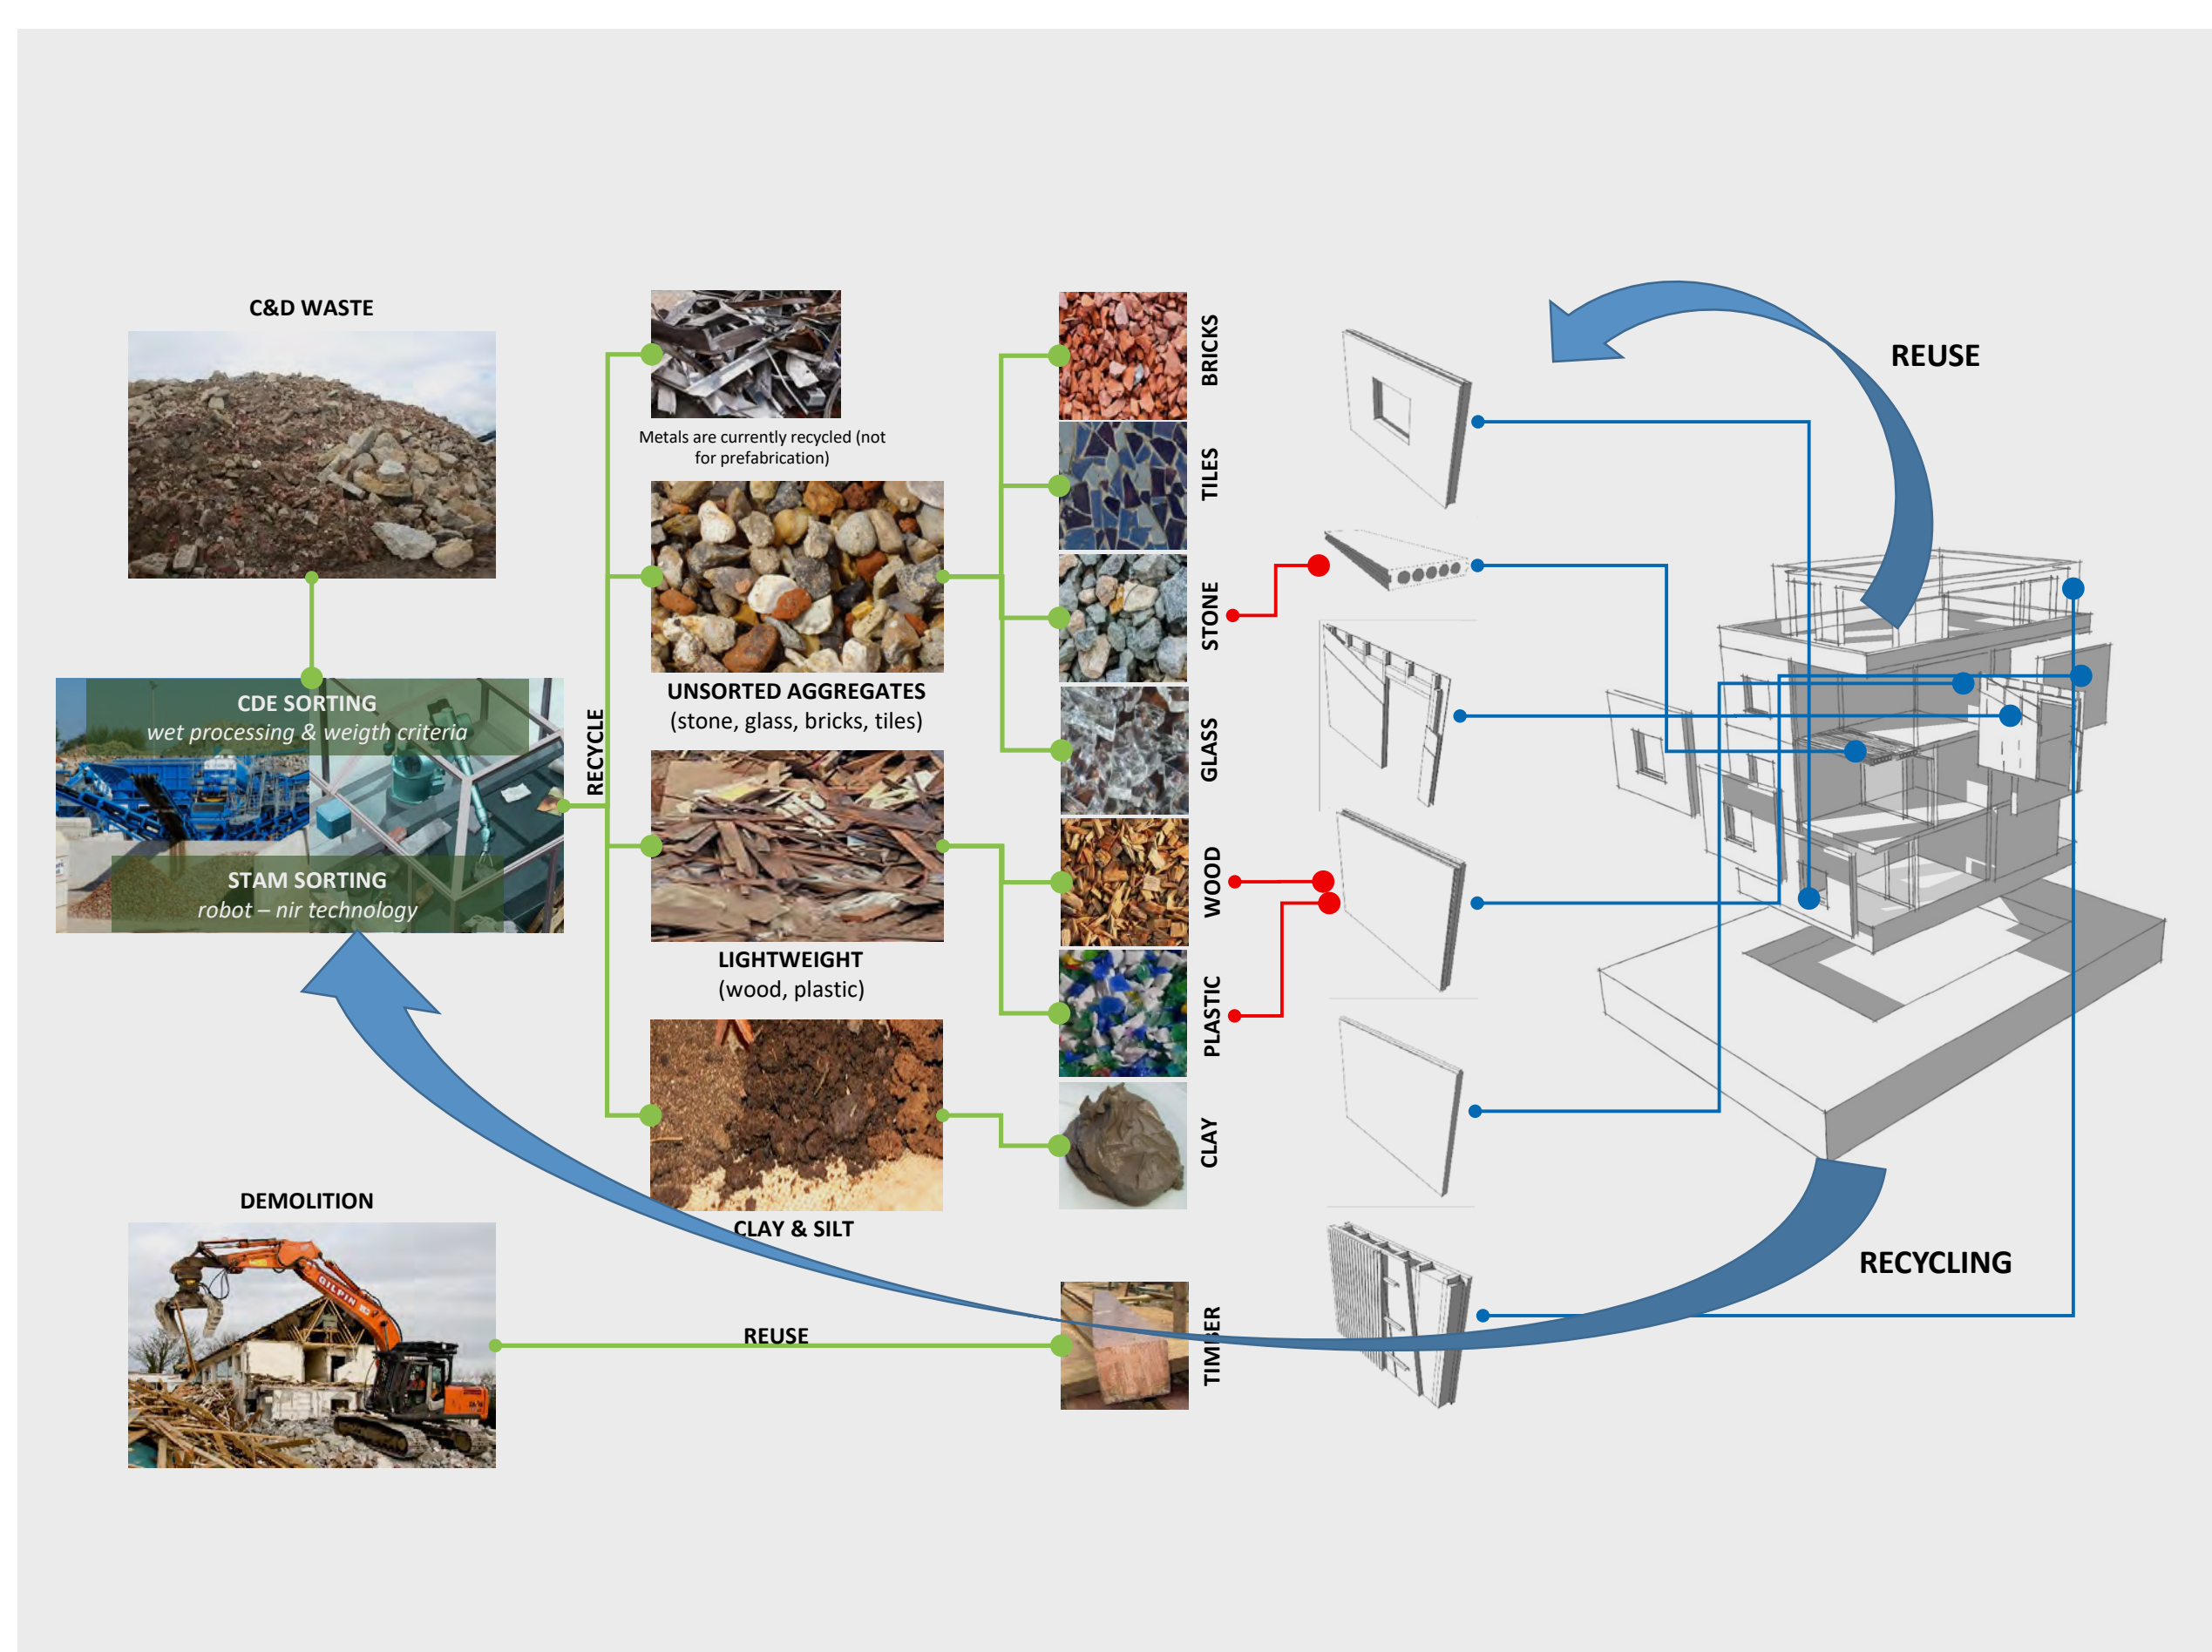 C&D WASTE
CDE SORTING
wet processing & weigth criteria
STAM SORTING
robot – nir technology
DEMOLITION
GILPIN
RECYCLE
REUSE
Metals are currently recycled (not
for prefabrication)
UNSORTED AGGREGATES
(stone, glass, bricks, tiles)
LIGHTWEIGHT
(wood, plastic)
CLAY & SILT
BRICKS
TILES
STONE
GLASS
WOOD
PLASTIC
CLAY
TIMBER
REUSE
RECYCLING